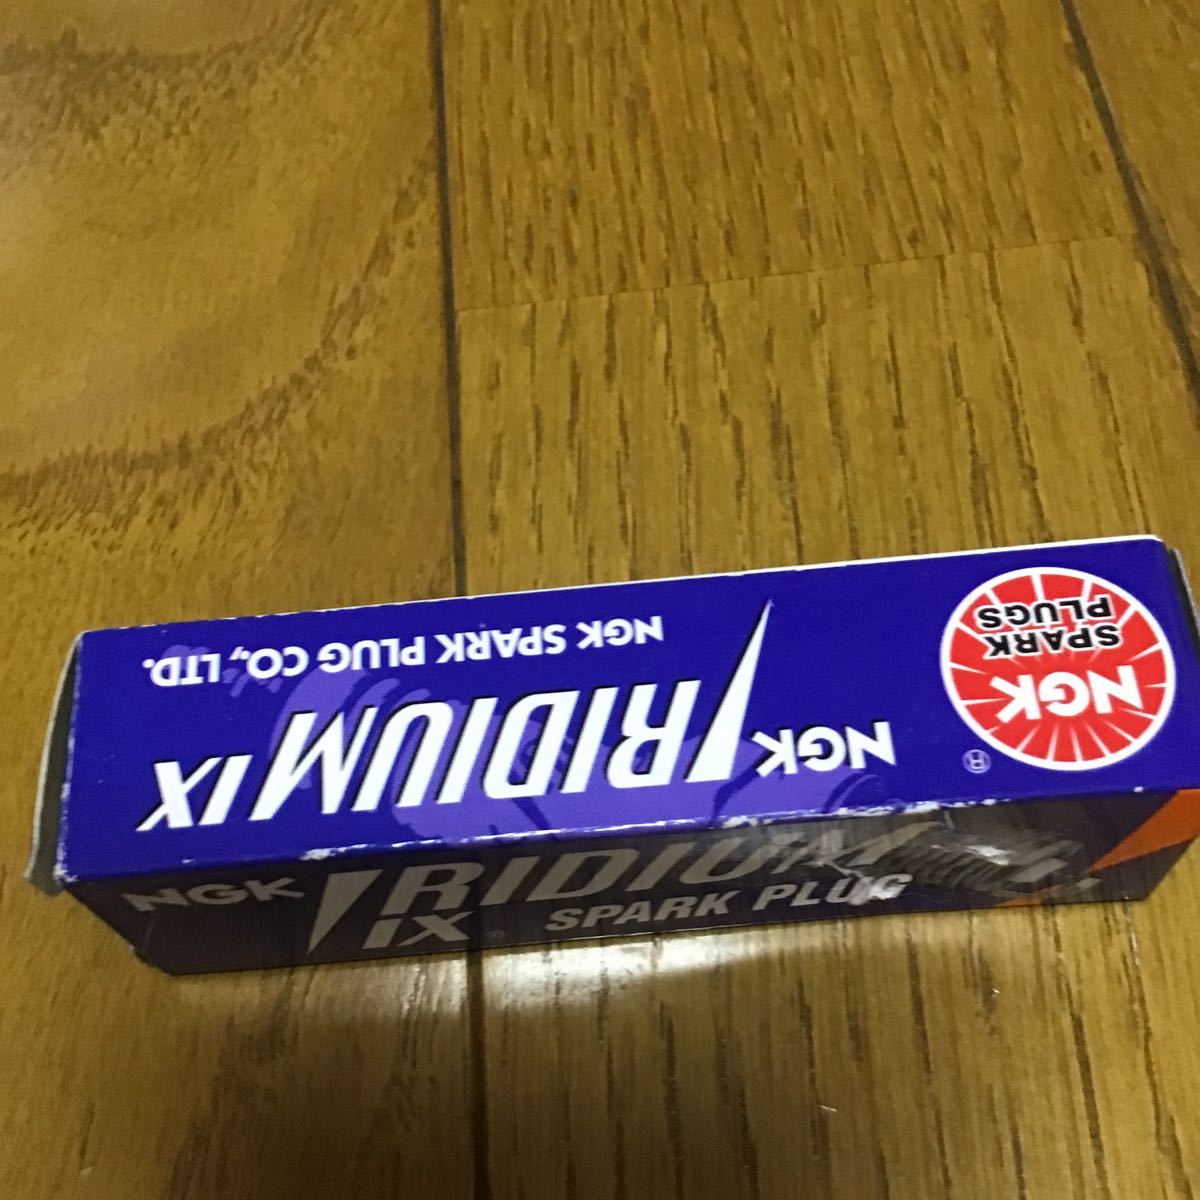 NGK
SPARK
PLUGS
®
NGK IRIDIUM IX
NGK SPARK PLUG CO., LTD.
NGK IRIDIUM
IX SPARK PLUG